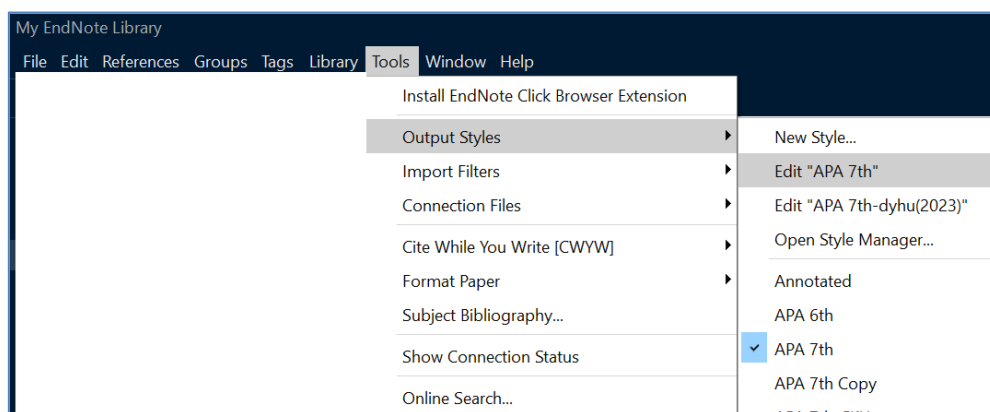 My EndNote Library
File Edit References Groups Tags Library Tools Window Help
Install EndNote Click Browser Extension
Output Styles
Import Filters
Connection Files
Cite While You Write [CWYW]
Format Paper
Subject Bibliography...
Show Connection Status
Online Search...
New Style...
Edit "APA 7th"
Edit "APA 7th-dyhu(2023)"
Open Style Manager...
Annotated
APA 6th
APA 7th
APA 7th Copy